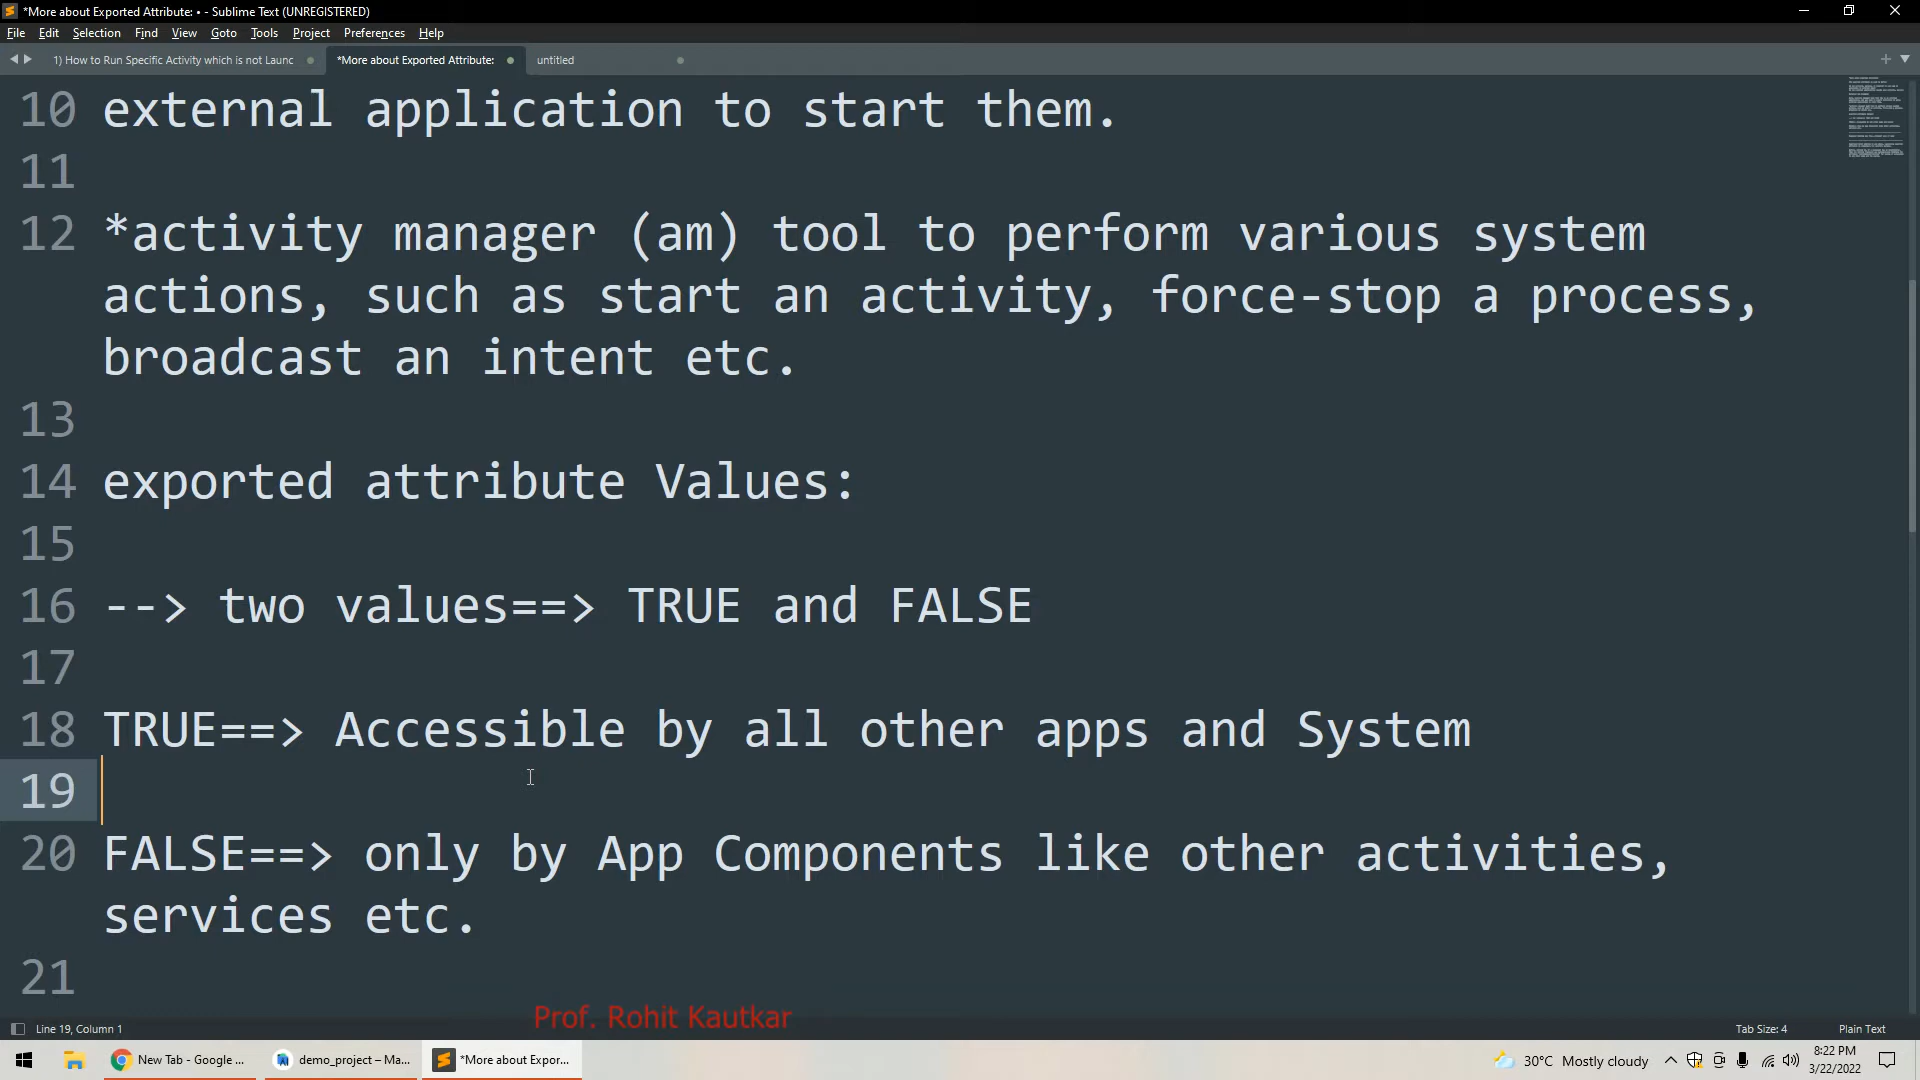 *More about Exported Attribute: • - Sublime Text (UNREGISTERED)
File Edit Selection Find View Goto Tools Project Preferences Help
1) How to Run Specific Activity which is not Launc *More about Exported Attribute: untitled
10 external application to start them.
11
12 *activity manager (am) tool to perform various system
actions, such as start an activity, force-stop a process,
broadcast an intent etc.
13
14 exported attribute Values:
15
16 --> two values==> TRUE and FALSE
17
18 TRUE==> Accessible by all other apps and System
19
20 FALSE==> only by App Components like other activities,
services etc.
21
Prof. Rohit Kautkar
Line 19, Column 1 Tab Size: 4 Plain Text
New Tab - Google ... demo_project – Ma... *More about Expor... 30°C Mostly cloudy 8:22 PM
3/22/2022